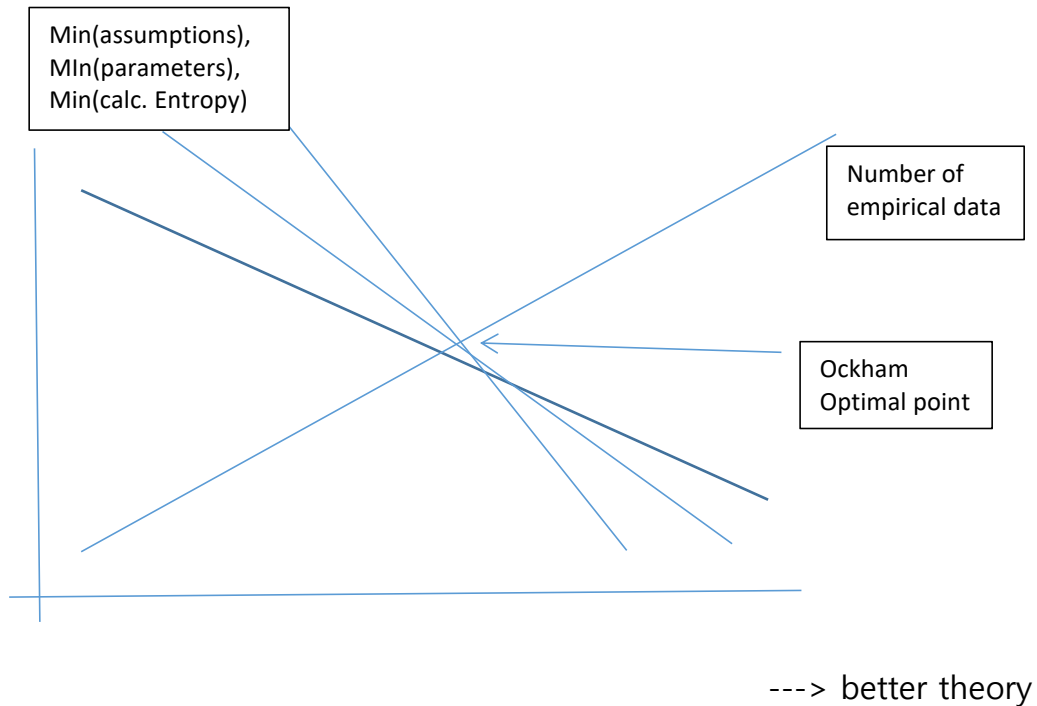 Min(assumptions),
MIn(parameters),
Min(calc. Entropy)
Number of
empirical data
Ockham
Optimal point
---> better theory